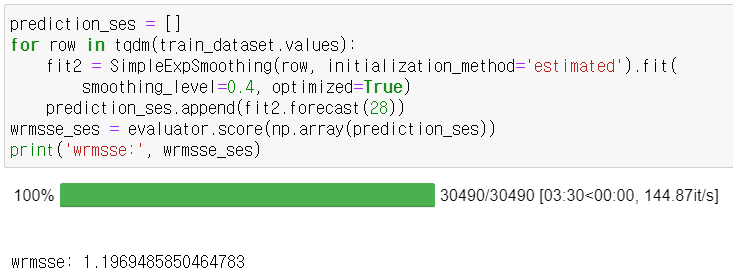 prediction_ses = []
for row in tqdm(train_dataset.values):
    fit2 = SimpleExpSmoothing(row, initialization_method='estimated').fit(
        smoothing_level=0.4, optimized=True)
    prediction_ses.append(fit2.forecast(28))
wrmsse_ses = evaluator.score(np.array(prediction_ses))
print('wrmsse:', wrmsse_ses)
100% 30490/30490 [03:30<00:00, 144.87it/s]
wrmsse: 1.1969485850464783